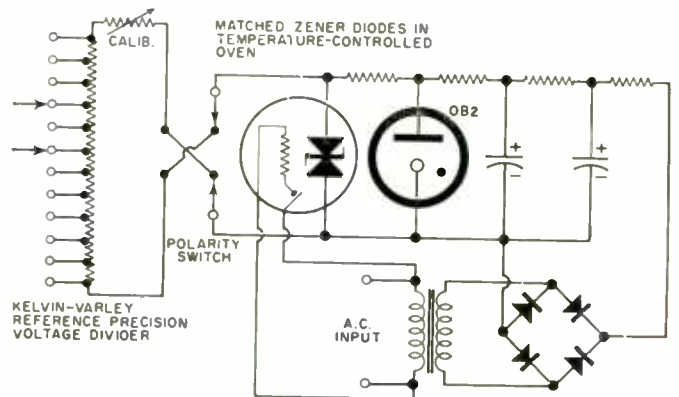 MATCHED ZENER DIODES IN
TEMPERATURE-CONTROLLED
OVEN
CALIB.
OB2
+
-
+
-
POLARITY
SWITCH
KELVIN-VARLEY
REFERENCE PRECISION
VOLTAGE DIVIDER
A.C.
INPUT